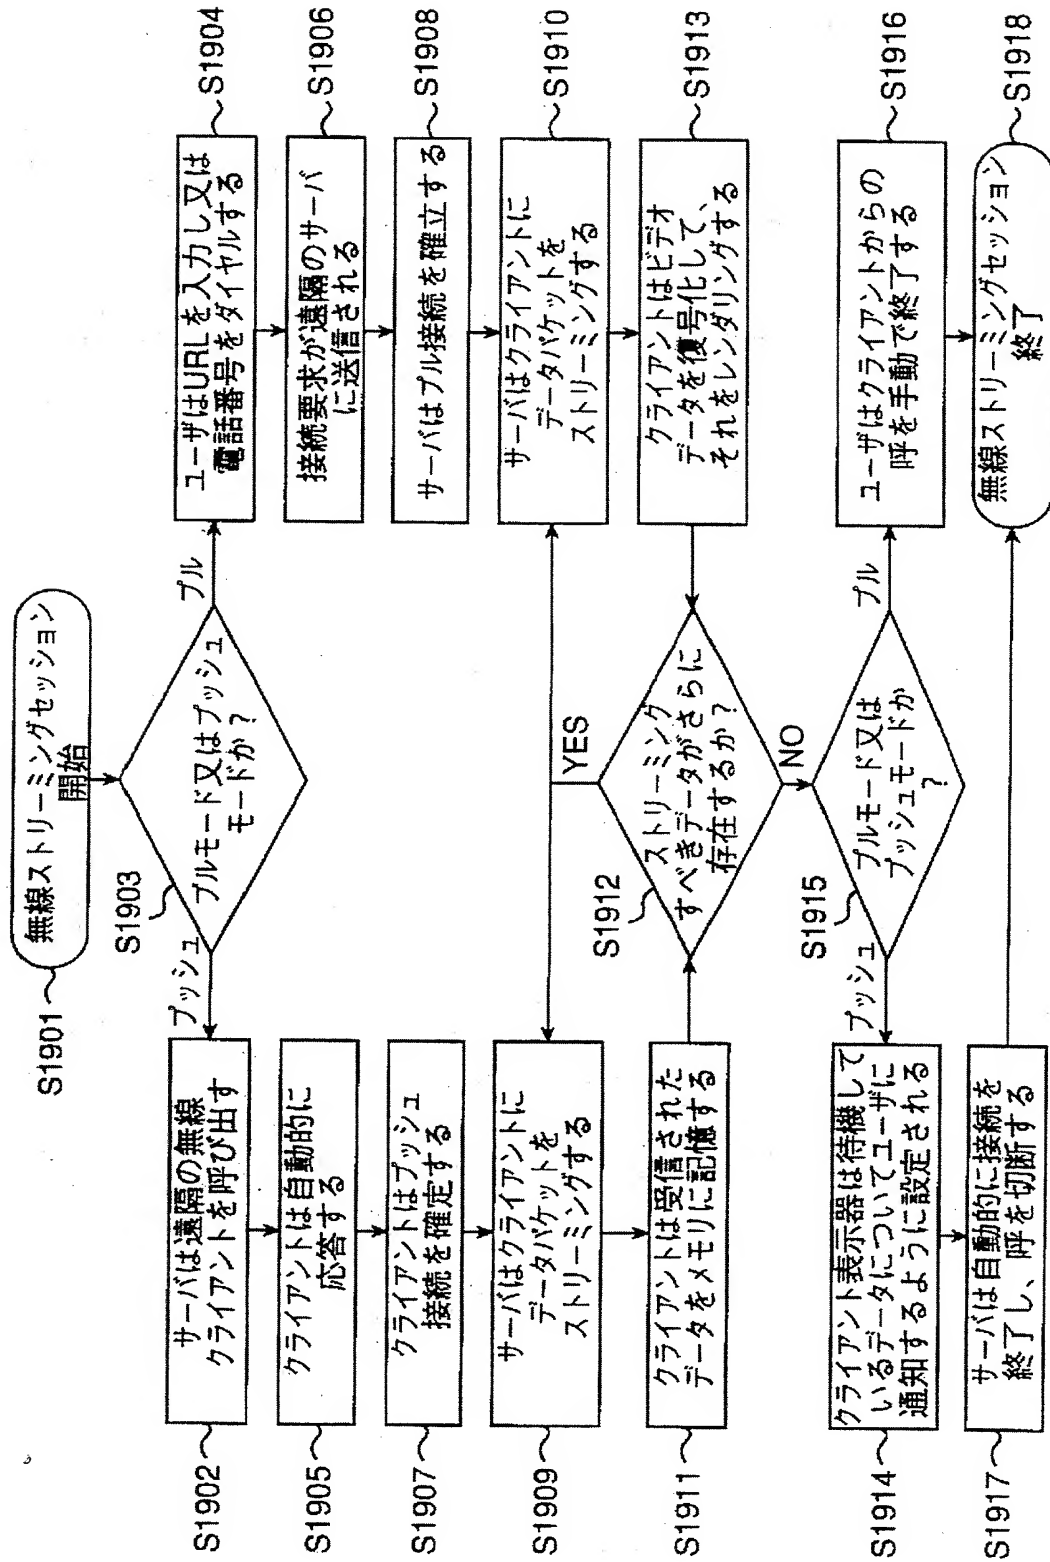 S1901
無線ストリーミングセッション
開始
S1903
プルモード又はプッシュ
モードか？
プッシュ
プル
S1902
サーバは遠隔の無線
クライアントを呼び出す
S1904
ユーザはURLを入力し又は
電話番号をダイヤルする
S1905
クライアントは自動的に
応答する
S1906
接続要求が遠隔のサーバ
に送信される
S1907
クライアントはプッシュ
接続を確定する
S1908
サーバはプル接続を確立する
S1909
サーバはクライアントに
データパケットを
ストリーミングする
S1910
サーバはクライアントに
データパケットを
ストリーミングする
YES
S1911
クライアントは受信された
データをメモリに記憶する
S1912
ストリーミング
すべきデータがさらに
存在するか？
S1913
クライアントはビデオ
データを復号化して、
それをレンダリングする
NO
S1915
プルモード又は
プッシュモードか
？
プッシュ
プル
S1914
クライアント表示器は待機して
いるデータについてユーザに
通知するように設定される
S1916
ユーザはクライアントからの
呼を手動で終了する
S1917
サーバは自動的に接続を
終了し、呼を切断する
S1918
無線ストリーミングセッション
終了